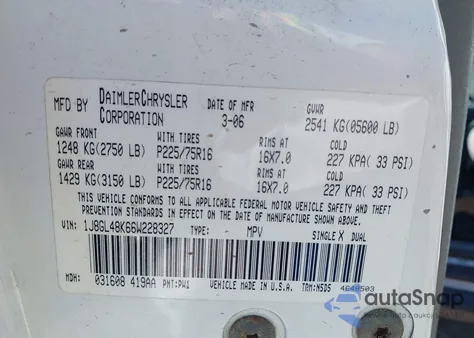 MFD BY DAIMLERCHRYSLER CORPORATION DATE OF MFR 3-06 GVWR 2541 KG(05600 LB)
GAWR FRONT WITH TIRES RIMS AT COLD
1248 KG(2750 LB) P225/75R16 16X7.0 227 KPA( 33 PSI)
GAWR REAR WITH TIRES RIMS AT COLD
1429 KG(3150 LB) P225/75R16 16X7.0 227 KPA( 33 PSI)
THIS VEHICLE CONFORMS TO ALL APPLICABLE FEDERAL MOTOR VEHICLE SAFETY AND THEFT
PREVENTION STANDARDS IN EFFECT ON THE DATE OF MANUFACTURE SHOWN ABOVE.
VIN: 1J8GL48K66W228327 TYPE: - MPV SINGLE X DUAL
MDH: 031608 419AA PNT:PW1 VEHICLE MADE IN U.S.A. TRM:N5D5 4648503
autaSnap